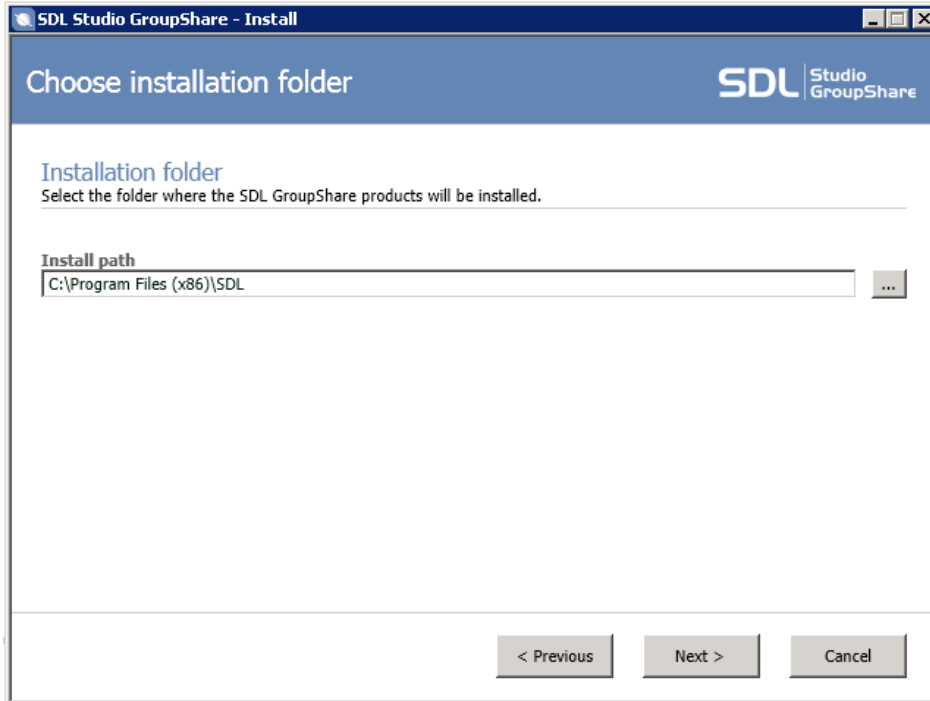 SDL Studio GroupShare - Install
Choose installation folder
SDL Studio
GroupShare
Installation folder
Select the folder where the SDL GroupShare products will be installed.
Install path
C:\Program Files (x86)\SDL
...
< Previous
Next >
Cancel